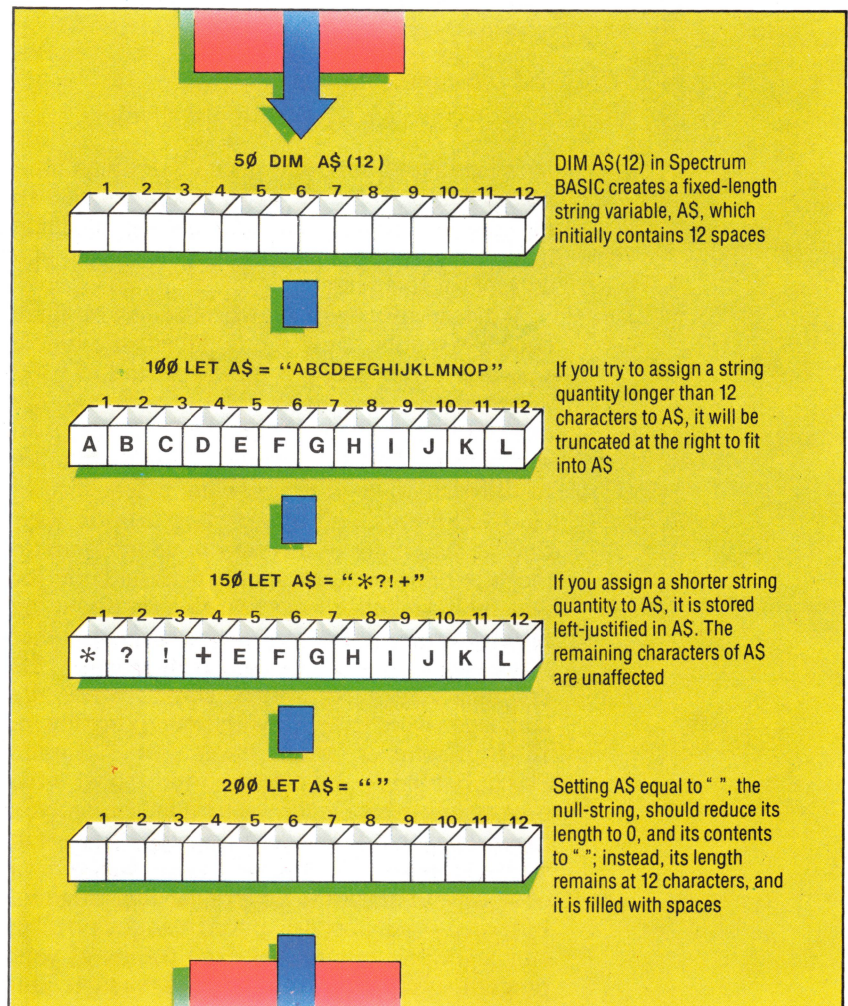 5Ø DIM A$(12)
1 2 3 4 5 6 7 8 9 10 11 12
DIM A$(12) in Spectrum
BASIC creates a fixed-length
string variable, A$, which
initially contains 12 spaces
1ØØ LET A$ = “ABCDEFGHIJKLMNOP”
1 2 3 4 5 6 7 8 9 10 11 12
A B C D E F G H I J K L
If you try to assign a string
quantity longer than 12
characters to A$, it will be
truncated at the right to fit
into A$
15Ø LET A$ = “*?!+”
1 2 3 4 5 6 7 8 9 10 11 12
* ? ! + E F G H I J K L
If you assign a shorter string
quantity to A$, it is stored
left-justified in A$. The
remaining characters of A$
are unaffected
2ØØ LET A$ = “ ”
1 2 3 4 5 6 7 8 9 10 11 12
Setting A$ equal to “ ”, the
null-string, should reduce its
length to 0, and its contents
to “ ”; instead, its length
remains at 12 characters, and
it is filled with spaces